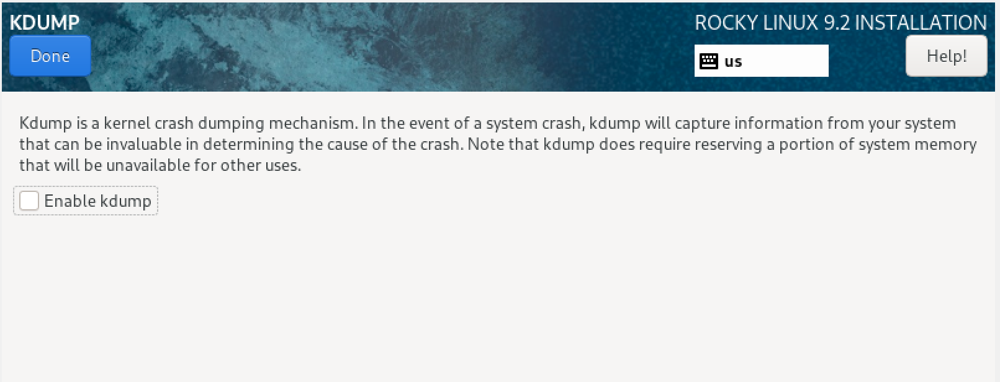 KDUMP
ROCKY LINUX 9.2 INSTALLATION
Done
us
Help!
Kdump is a kernel crash dumping mechanism. In the event of a system crash, kdump will capture information from your system
that can be invaluable in determining the cause of the crash. Note that kdump does require reserving a portion of system memory
that will be unavailable for other uses.
Enable kdump